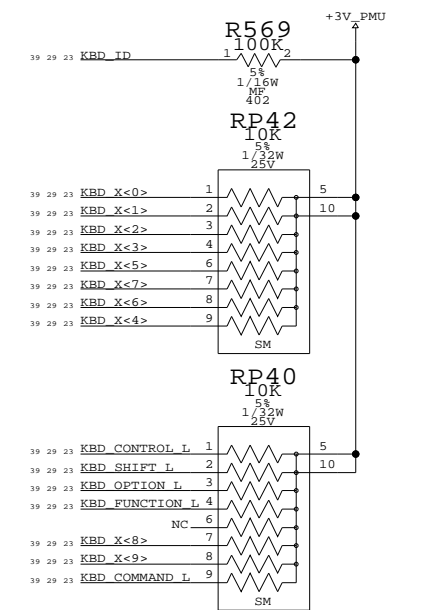 +3V_PMU
R569
100K
39 29 23 KBD_ID 1 2
5%
1/16W
MF
402
RP42
10K
5%
1/32W
25V
39 29 23 KBD_X<0> 1 5
39 29 23 KBD_X<1> 2 10
39 29 23 KBD_X<2> 3
39 29 23 KBD_X<3> 4
39 29 23 KBD_X<5> 6
39 29 23 KBD_X<7> 7
39 29 23 KBD_X<6> 8
39 29 23 KBD_X<4> 9
SM
RP40
10K
5%
1/32W
25V
39 29 23 KBD_CONTROL_L 1 5
39 29 23 KBD_SHIFT_L 2 10
39 29 23 KBD_OPTION_L 3
39 29 23 KBD_FUNCTION_L 4
NC 6
39 29 23 KBD_X<8> 7
39 29 23 KBD_X<9> 8
39 29 23 KBD_COMMAND_L 9
SM